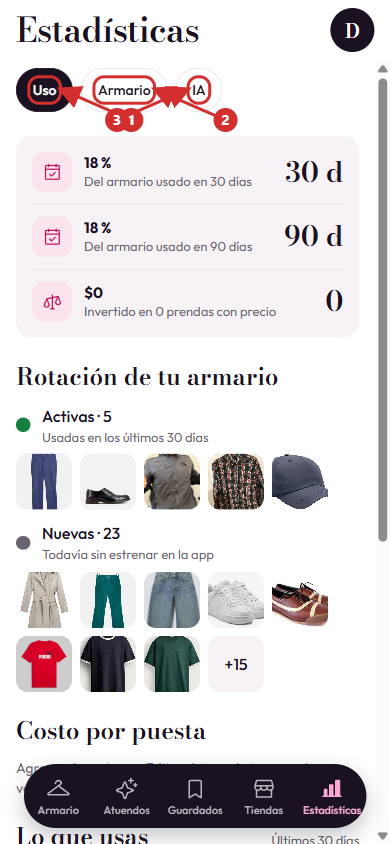 Estadísticas
D
Uso
Armario
IA
3
1
2
18 %
Del armario usado en 30 días
30 d
18 %
Del armario usado en 90 días
90 d
$0
Invertido en 0 prendas con precio
0
Rotación de tu armario
Activas · 5
Usadas en los últimos 30 días
Nuevas · 23
Todavía sin estrenar en la app
PUMA
+15
Costo por puesta
Armario
Atuendos
Guardados
Tiendas
Estadísticas
Lo que usas
Últimos 30 días